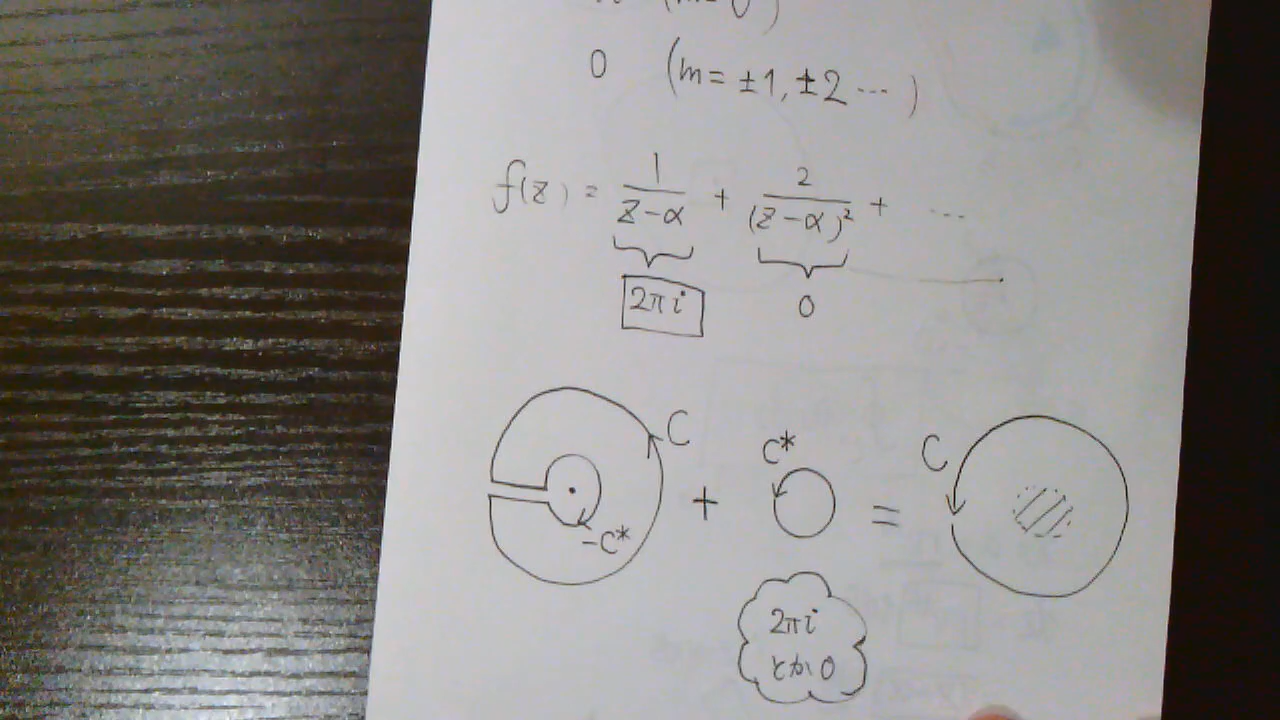 0 (m= ±1, ±2 ⋯ )
f(z) = 1/(z-α) + 2/(z-α)² + ⋯
2πi 0
C + C* = C
-C*
2πi
とか0